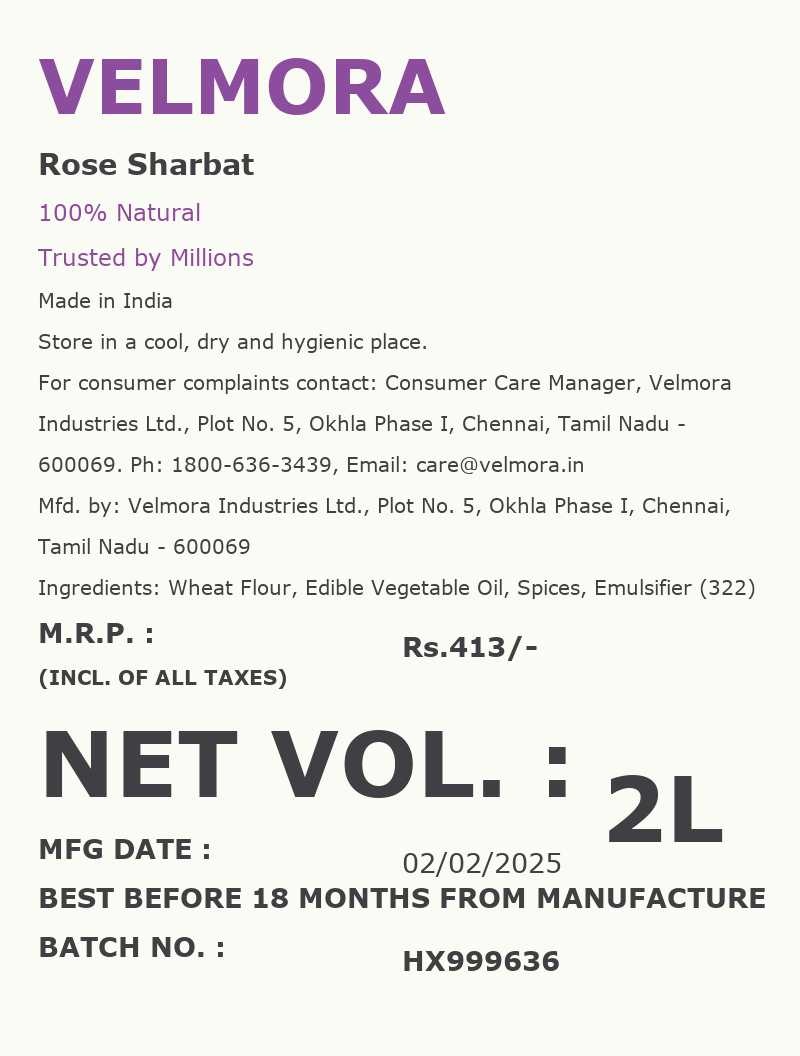 VELMORA
Rose Sharbat
100% Natural
Trusted by Millions
Made in India
Store in a cool, dry and hygienic place.
For consumer complaints contact: Consumer Care Manager, Velmora
Industries Ltd., Plot No. 5, Okhla Phase I, Chennai, Tamil Nadu -
600069. Ph: 1800-636-3439, Email: care@velmora.in
Mfd. by: Velmora Industries Ltd., Plot No. 5, Okhla Phase I, Chennai,
Tamil Nadu - 600069
Ingredients: Wheat Flour, Edible Vegetable Oil, Spices, Emulsifier (322)
M.R.P. : Rs.413/-
(INCL. OF ALL TAXES)
NET VOL. : 2L
MFG DATE : 02/02/2025
BEST BEFORE 18 MONTHS FROM MANUFACTURE
BATCH NO. : HX999636